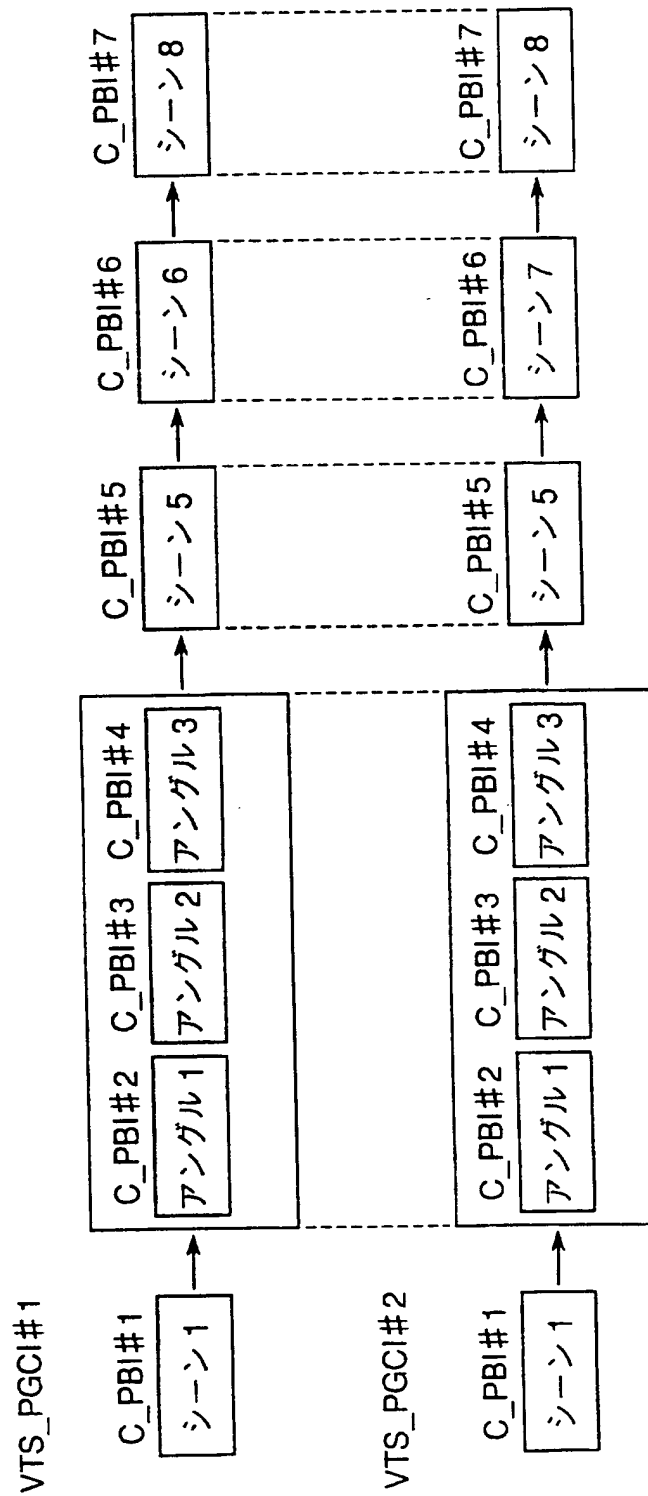 VTS_PGCI#1
C_PBI#1
シーン1
C_PBI#2
アングル1
C_PBI#3
アングル2
C_PBI#4
アングル3
C_PBI#5
シーン5
C_PBI#6
シーン6
C_PBI#7
シーン8
VTS_PGCI#2
C_PBI#1
シーン1
C_PBI#2
アングル1
C_PBI#3
アングル2
C_PBI#4
アングル3
C_PBI#5
シーン5
C_PBI#6
シーン7
C_PBI#7
シーン8